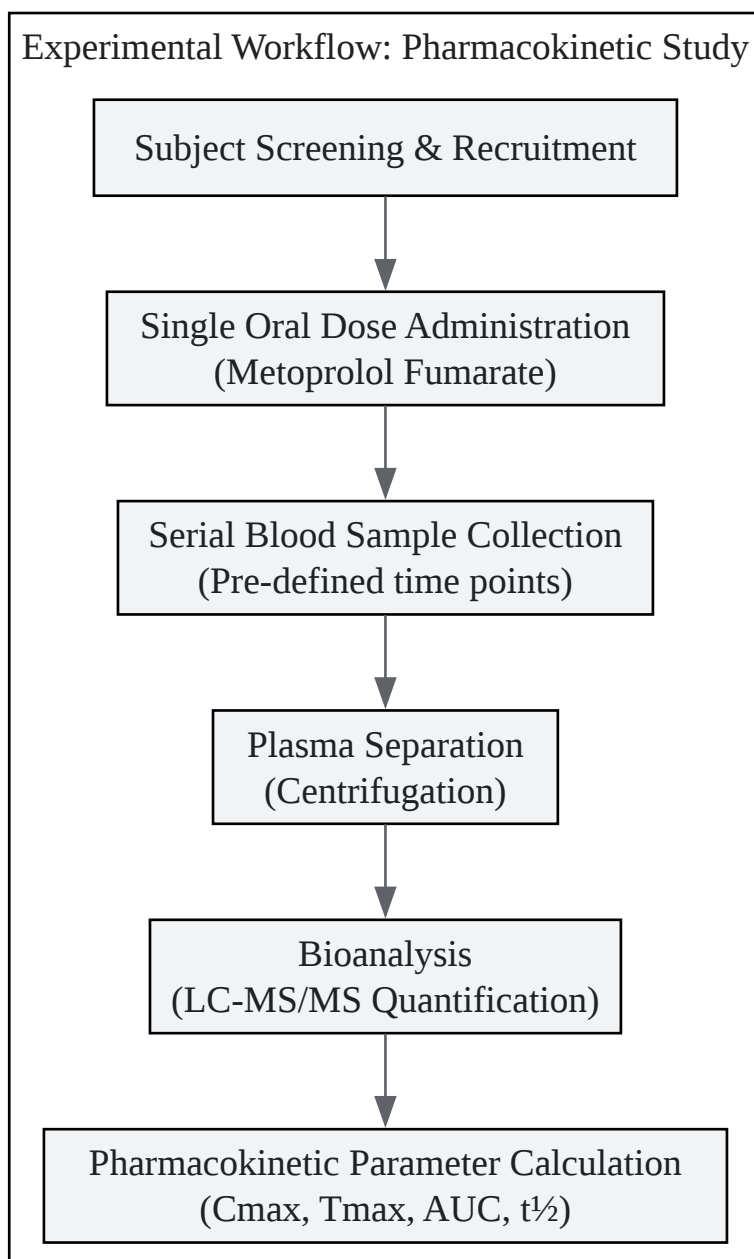 Experimental Workflow: Pharmacokinetic Study
Subject Screening & Recruitment
Single Oral Dose Administration
(Metoprolol Fumarate)
Serial Blood Sample Collection
(Pre-defined time points)
Plasma Separation
(Centrifugation)
Bioanalysis
(LC-MS/MS Quantification)
Pharmacokinetic Parameter Calculation
(Cmax, Tmax, AUC, t½)